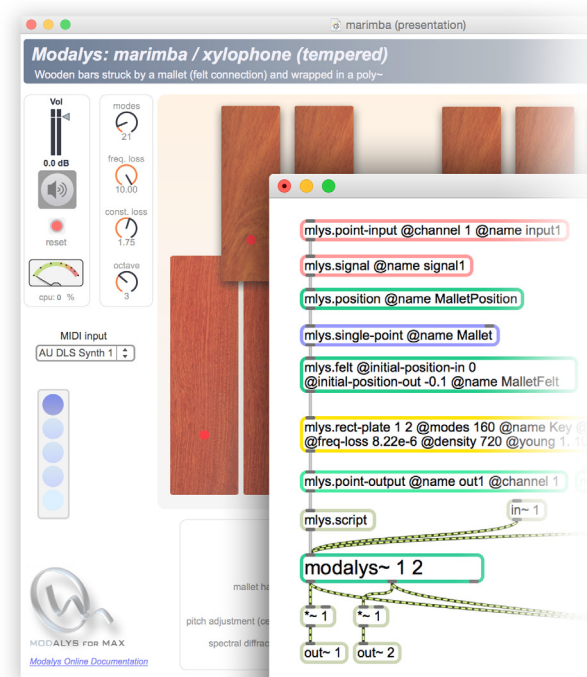 marimba (presentation)
Modalys: marimba / xylophone (tempered)
Wooden bars struck by a mallet (felt connection) and wrapped in a poly~
Vol
0.0 dB
reset
cpu: 0 %
modes
21
freq. loss
10.00
const. loss
1.75
octave
3
MIDI input
AU DLS Synth 1
MODALYS FOR MAX
Modalys Online Documentation
mallet ha
pitch adjustment (ce
spectral diffrac
mlys.point-input @channel 1 @name input1
mlys.signal @name signal1
mlys.position @name MalletPosition
mlys.single-point @name Mallet
mlys.felt @initial-position-in 0
@initial-position-out -0.1 @name MalletFelt
mlys.rect-plate 1 2 @modes 160 @name Key @
@freq-loss 8.22e-6 @density 720 @young 1.
mlys.point-output @name out1 @channel 1
mlys.script
in~ 1
modalys~ 1 2
*~ 1
*~ 1
out~ 1
out~ 2